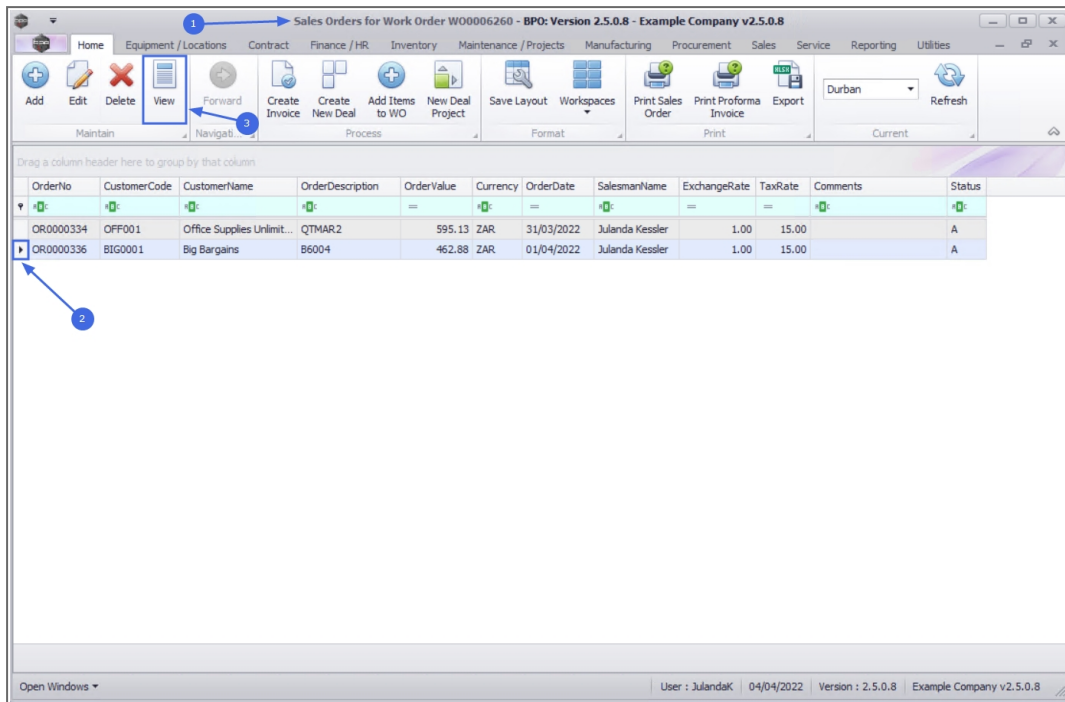 1
Sales Orders for Work Order WO0006260 - BPO: Version 2.5.0.8 - Example Company v2.5.0.8
Home Equipment / Locations Contract Finance / HR Inventory Maintenance / Projects Manufacturing Procurement Sales Service Reporting Utilities
Add Edit Delete View Forward Create Invoice Create New Deal Add Items to WO New Deal Project Save Layout Workspaces Print Sales Order Print Proforma Invoice Export Durban Refresh
3
Maintain Navigati... Process Format Print Current
Drag a column header here to group by that column
OrderNo CustomerCode CustomerName OrderDescription OrderValue Currency OrderDate SalesmanName ExchangeRate TaxRate Comments Status
= = = =
OR0000334 OFF001 Office Supplies Unlimit... QTMAR2 595.13 ZAR 31/03/2022 Julanda Kessler 1.00 15.00 A
OR0000336 BIG0001 Big Bargains B6004 462.88 ZAR 01/04/2022 Julanda Kessler 1.00 15.00 A
2
Open Windows User : JulandaK 04/04/2022 Version : 2.5.0.8 Example Company v2.5.0.8